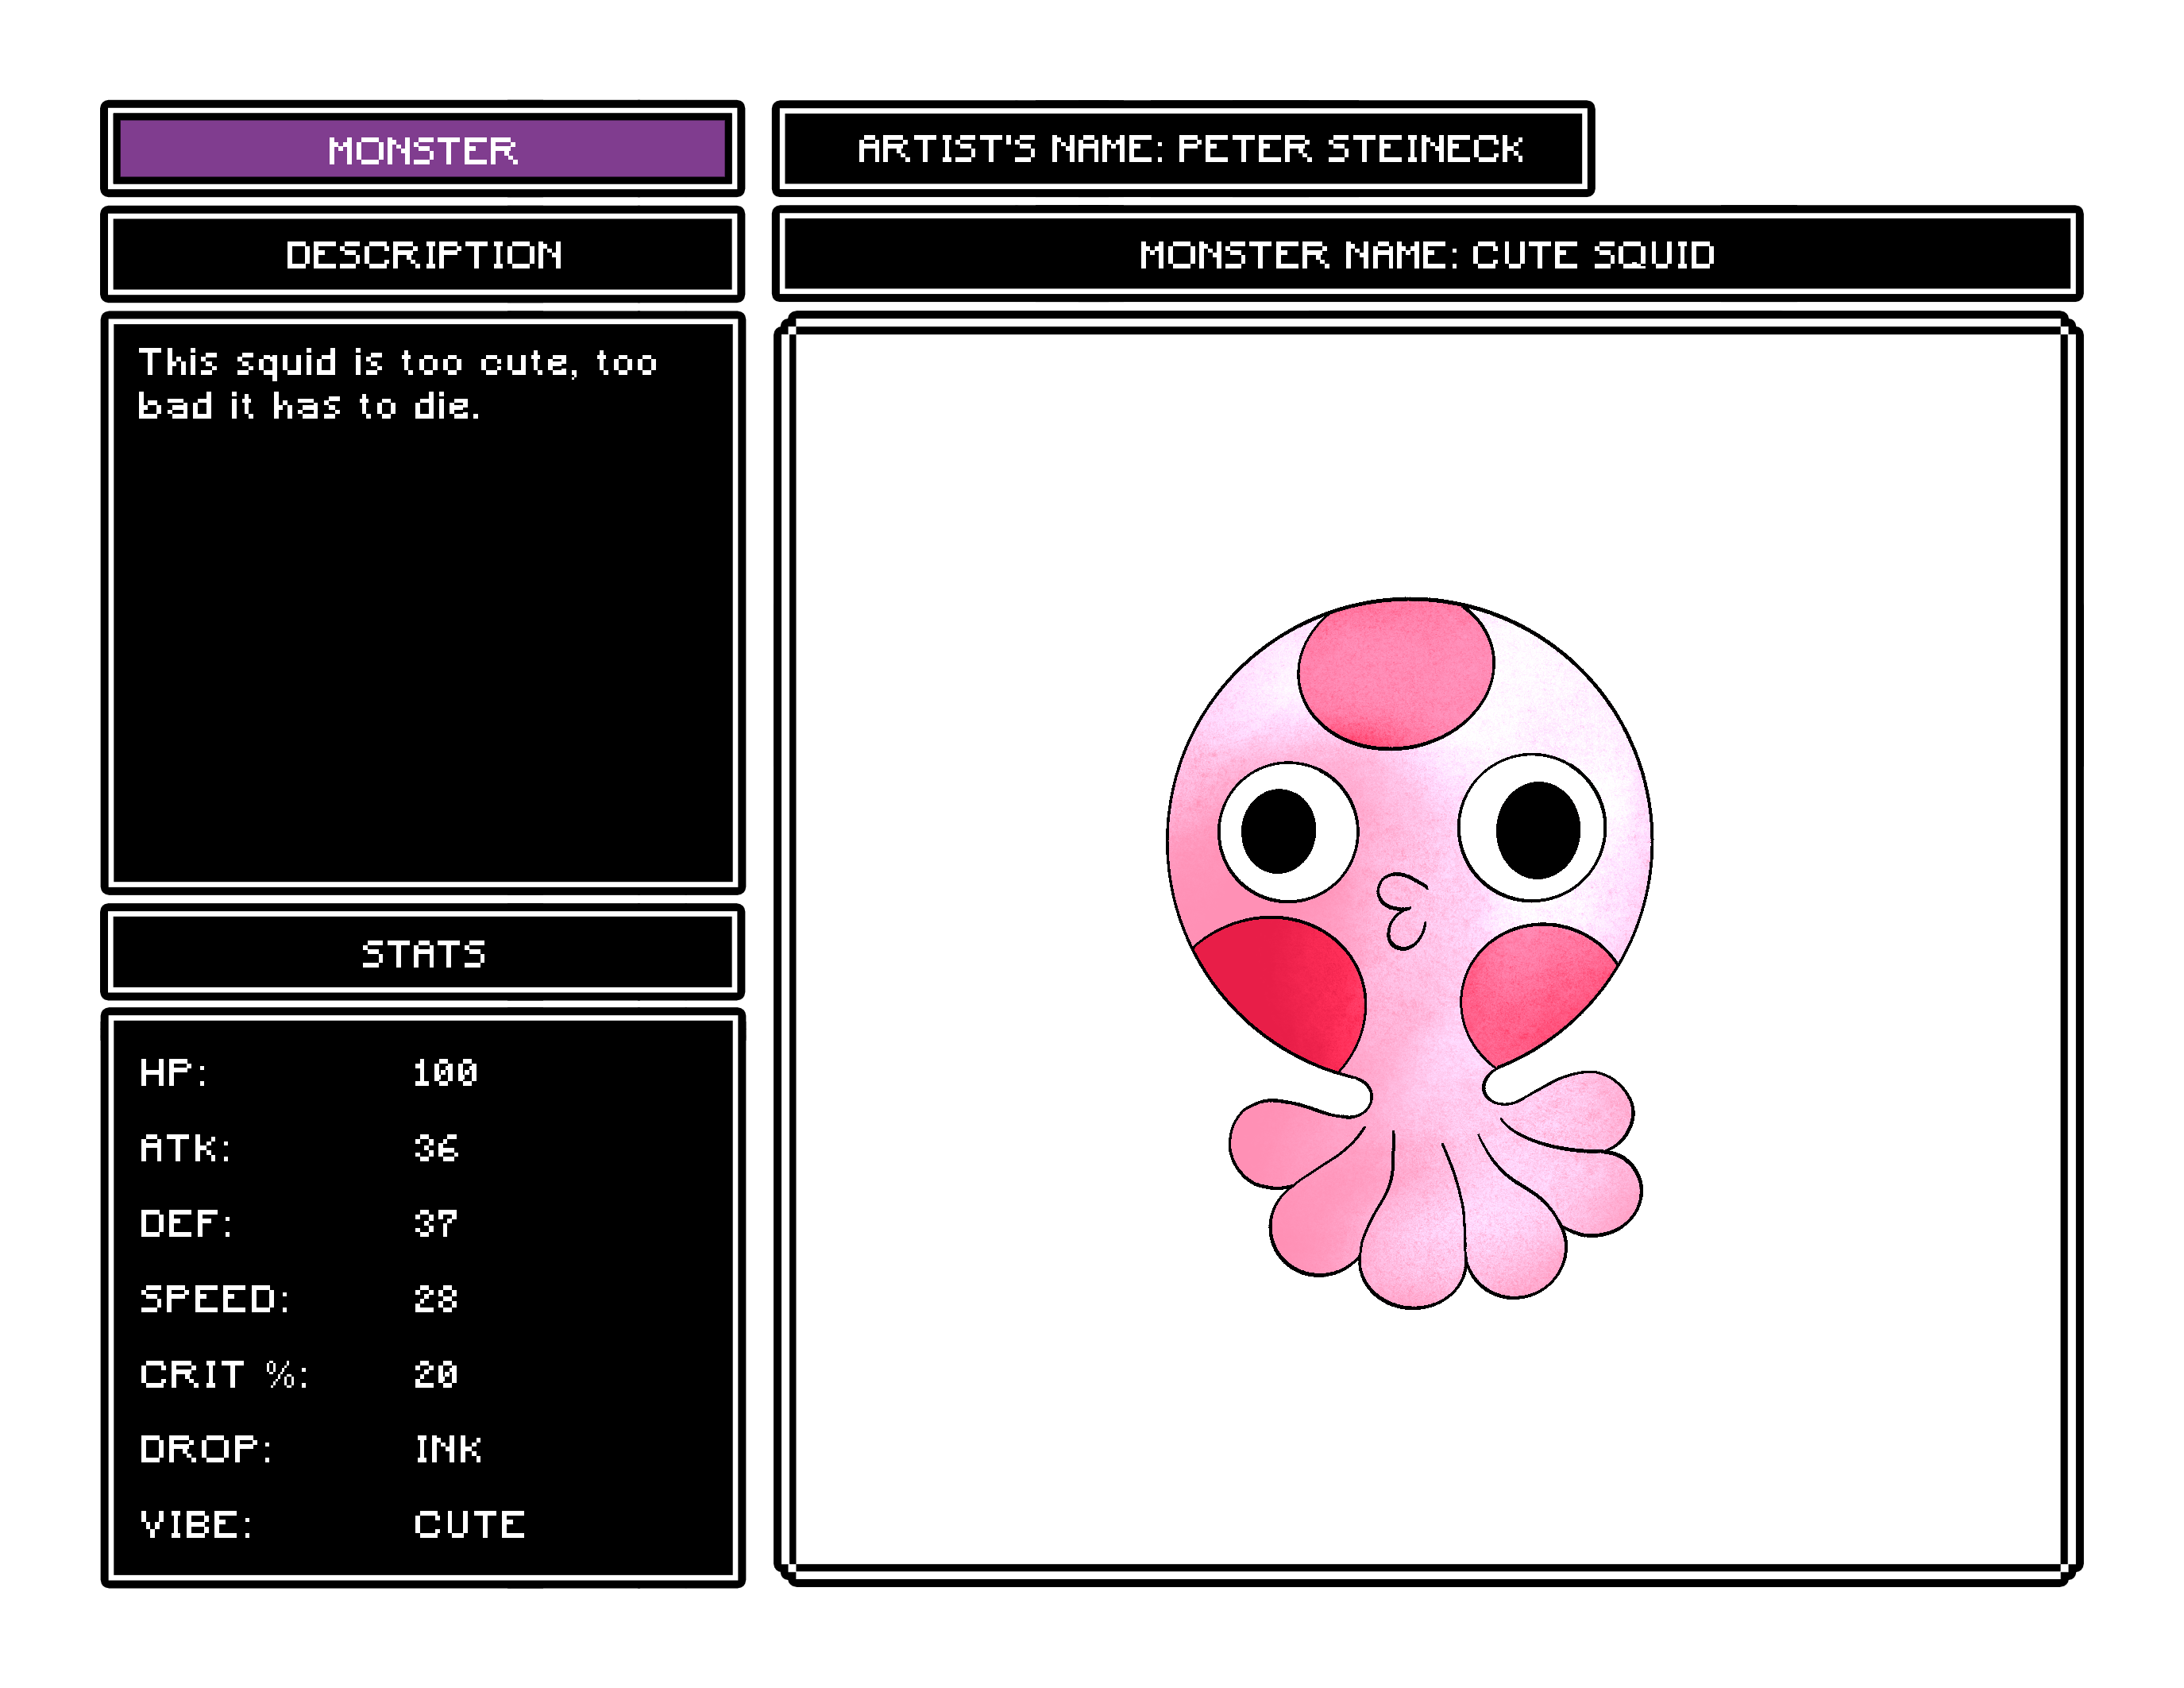 MONSTER
ARTIST'S NAME: PETER STEINECK
DESCRIPTION
MONSTER NAME: CUTE SQUID
This squid is too cute, too
bad it has to die.
STATS
HP: 100
ATK: 36
DEF: 37
SPEED: 28
CRIT %: 20
DROP: INK
VIBE: CUTE